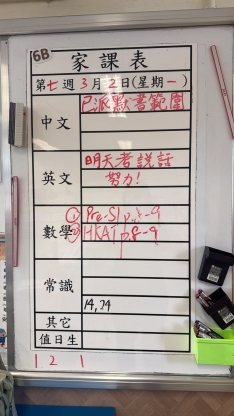 6B
家課表
第七週3月2日(星期一)
中文
已派默書範圍
英文
明天考說話
努力!
數學
① Pre-S1 p.8-9
② HKAT p.8-9
常識
其它
14,24
值日生
1 2 1